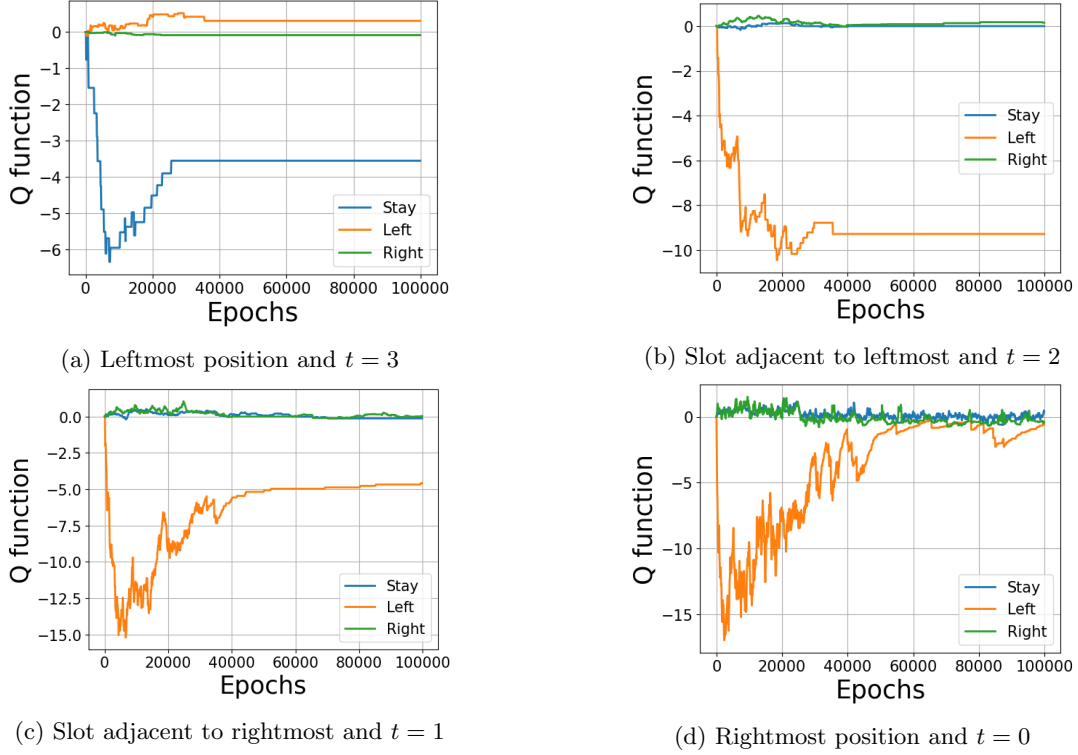 0
−1
−2
−3
−4
−5
−6
Q function
0 20000 40000 60000 80000 100000
Epochs
Stay
Left
Right
(a) Leftmost position and t = 3
0
−2
−4
−6
−8
−10
Q function
0 20000 40000 60000 80000 100000
Epochs
Stay
Left
Right
(b) Slot adjacent to leftmost and t = 2
0.0
−2.5
−5.0
−7.5
−10.0
−12.5
−15.0
Q function
0 20000 40000 60000 80000 100000
Epochs
Stay
Left
Right
(c) Slot adjacent to rightmost and t = 1
0
−5
−10
−15
Q function
0 20000 40000 60000 80000 100000
Epochs
Stay
Left
Right
(d) Rightmost position and t = 0